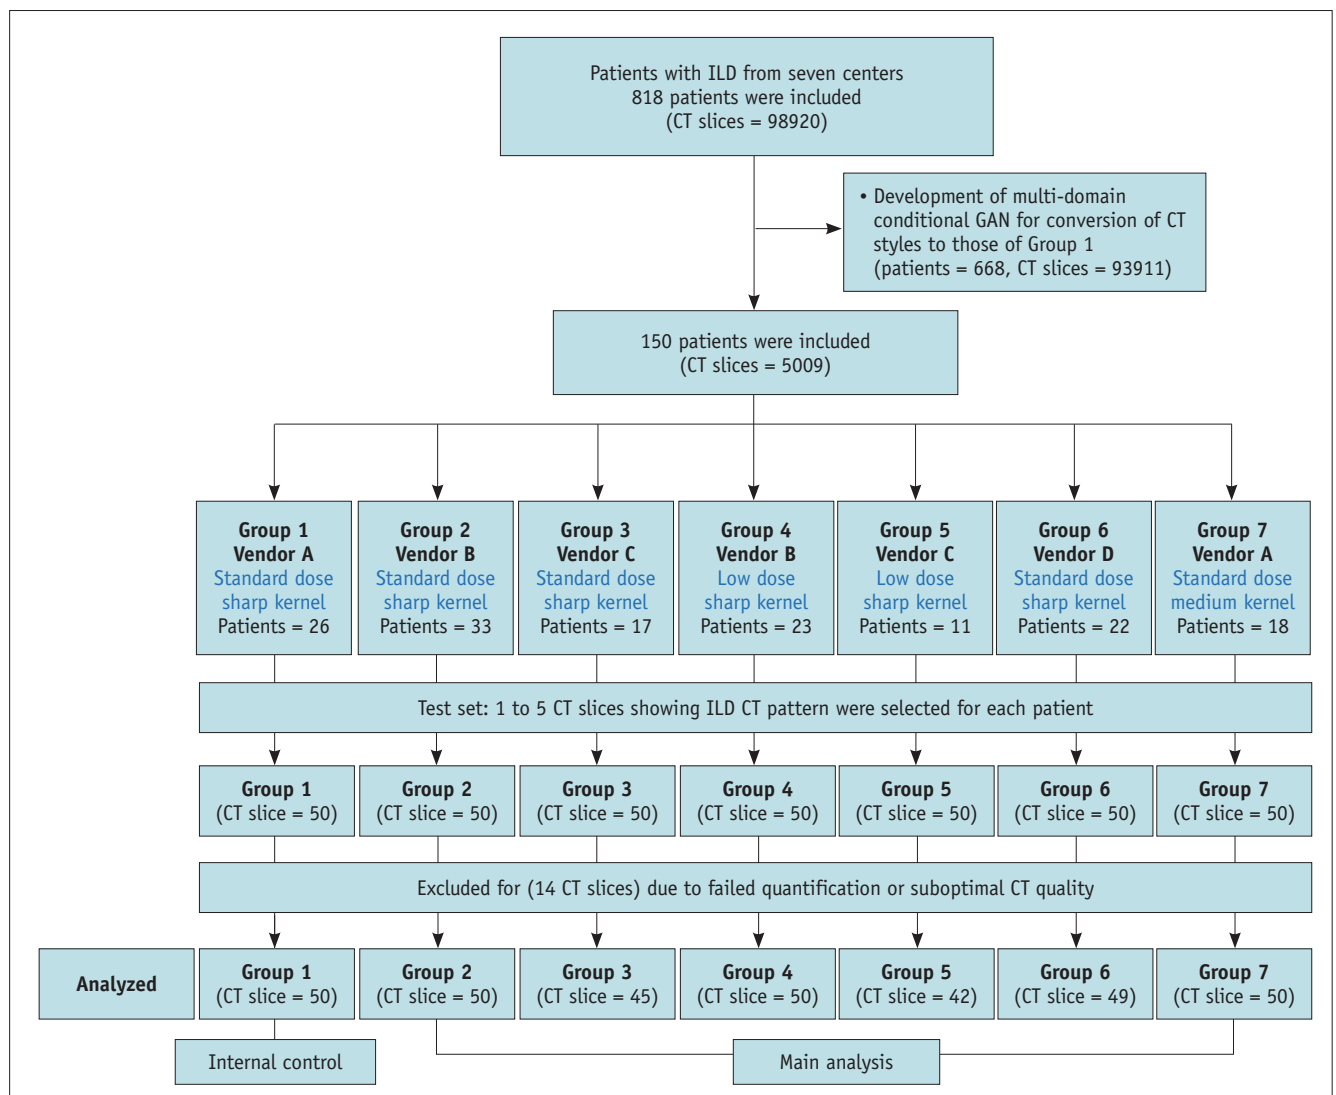 Patients with ILD from seven centers
818 patients were included
(CT slices = 98920)
• Development of multi-domain
conditional GAN for conversion of CT
styles to those of Group 1
(patients = 668, CT slices = 93911)
150 patients were included
(CT slices = 5009)
Group 1
Vendor A
Standard dose
sharp kernel
Patients = 26
Group 2
Vendor B
Standard dose
sharp kernel
Patients = 33
Group 3
Vendor C
Standard dose
sharp kernel
Patients = 17
Group 4
Vendor B
Low dose
sharp kernel
Patients = 23
Group 5
Vendor C
Low dose
sharp kernel
Patients = 11
Group 6
Vendor D
Standard dose
sharp kernel
Patients = 22
Group 7
Vendor A
Standard dose
medium kernel
Patients = 18
Test set: 1 to 5 CT slices showing ILD CT pattern were selected for each patient
Group 1
(CT slice = 50)
Group 2
(CT slice = 50)
Group 3
(CT slice = 50)
Group 4
(CT slice = 50)
Group 5
(CT slice = 50)
Group 6
(CT slice = 50)
Group 7
(CT slice = 50)
Excluded for (14 CT slices) due to failed quantification or suboptimal CT quality
Analyzed
Group 1
(CT slice = 50)
Group 2
(CT slice = 50)
Group 3
(CT slice = 45)
Group 4
(CT slice = 50)
Group 5
(CT slice = 42)
Group 6
(CT slice = 49)
Group 7
(CT slice = 50)
Internal control
Main analysis